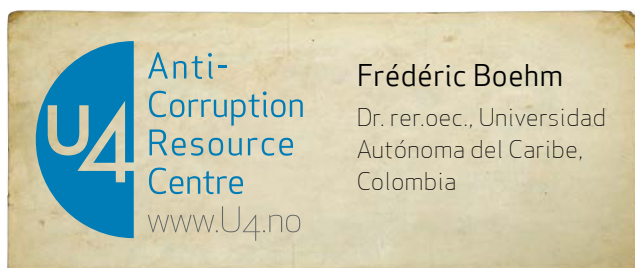 U4
Anti-
Corruption
Resource
Centre
www.U4.no
Frédéric Boehm
Dr. rer.oec., Universidad
Autónoma del Caribe,
Colombia